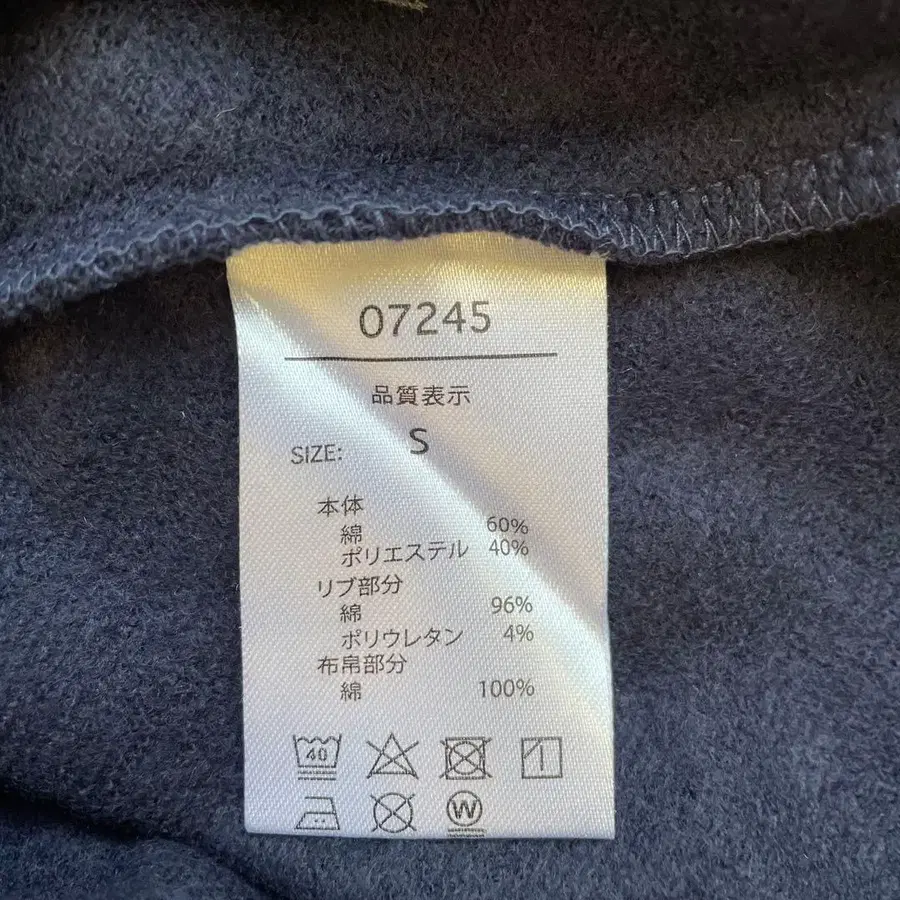 07245
品質表示
SIZE: S
本体
綿 60%
ポリエステル 40%
リブ部分
綿 96%
ポリウレタン 4%
布帛部分
綿 100%
40
W